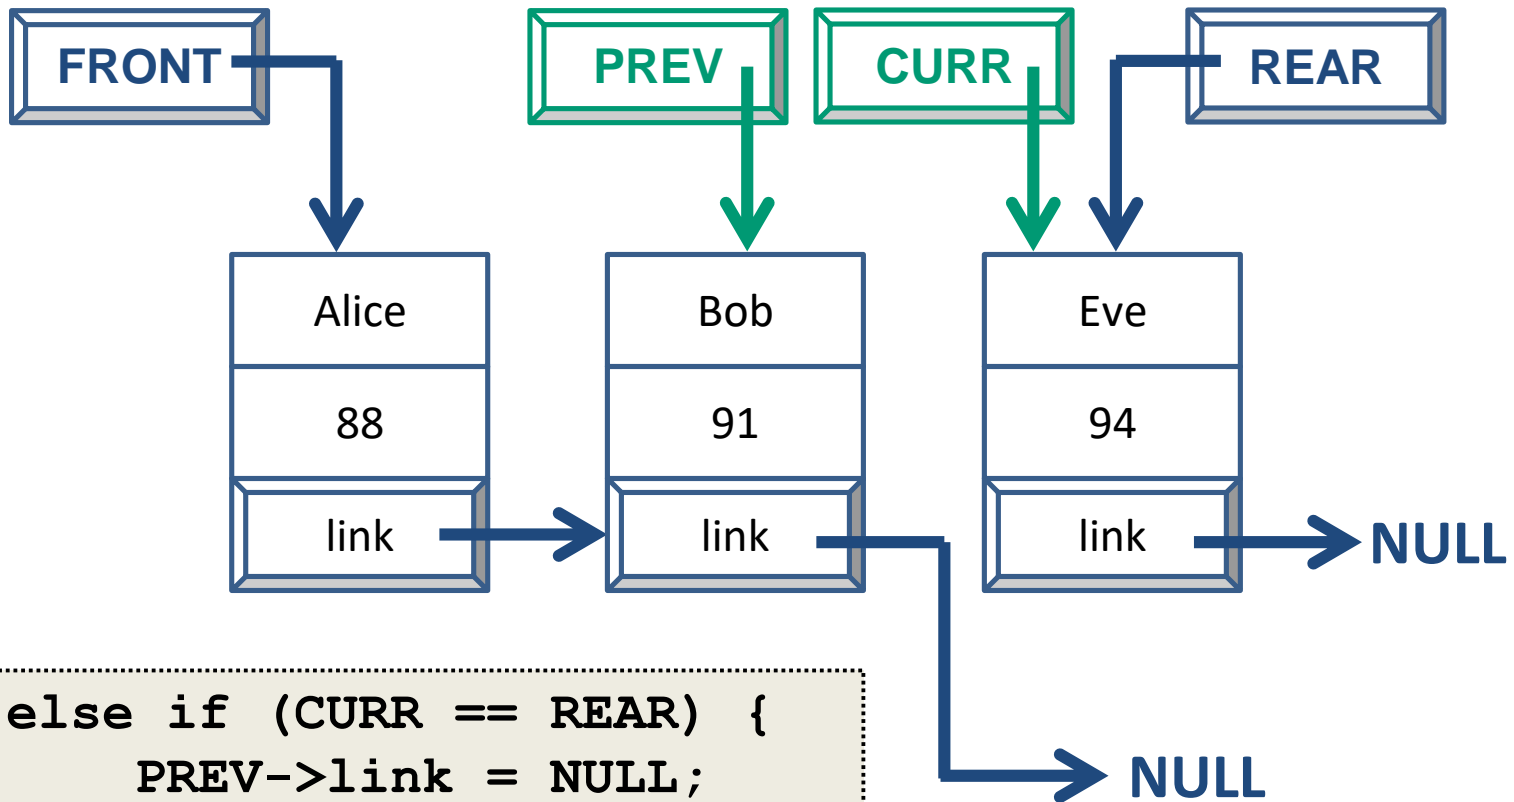 FRONT PREV CURR REAR
Alice Bob Eve
88 91 94
link link link NULL
else if (CURR == REAR) {
PREV->link = NULL;
NULL